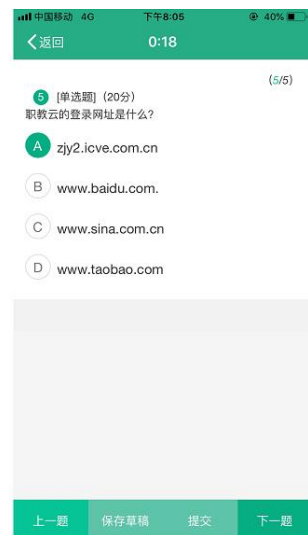 中国移动 4G 下午8:05 40%
返回 0:18
(5/5)
5 [单选题] (20分)
职教云的登录网址是什么?
A zjy2.icve.com.cn
B www.baidu.com.
C www.sina.com.cn
D www.taobao.com
上一题 保存草稿 提交 下一题